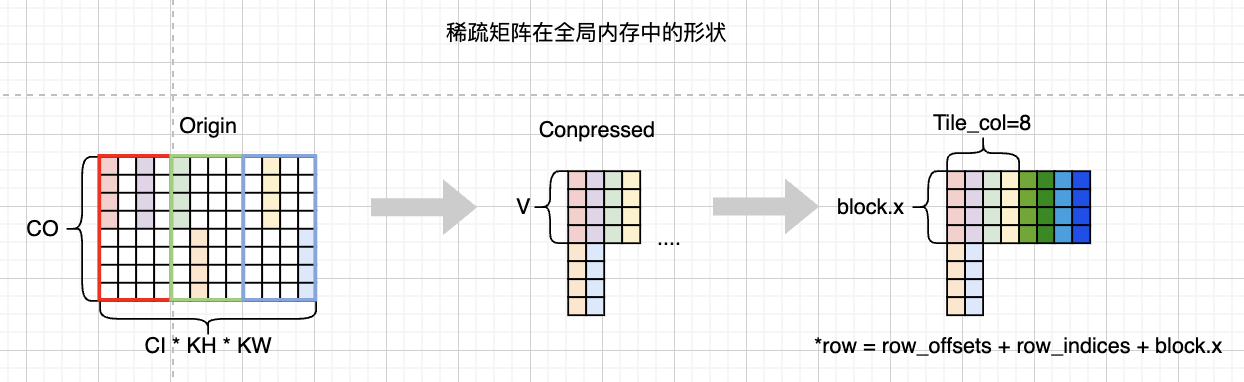 稀疏矩阵在全局内存中的形状
Origin
Conpressed
Tile_col=8
CO
V
block.x
....
CI * KH * KW
*row = row_offsets + row_indices + block.x